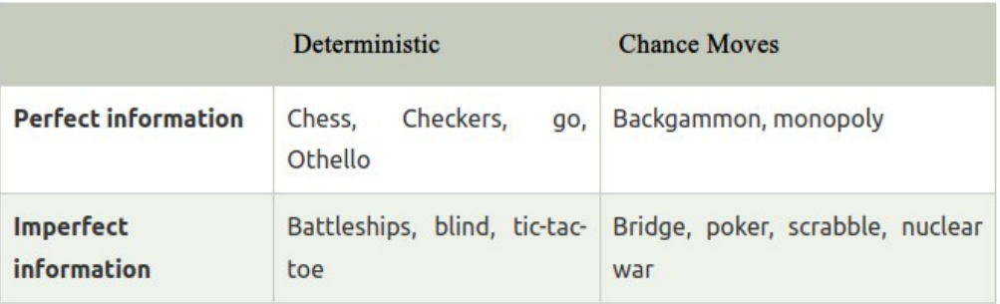 Deterministic Chance Moves
Perfect information Chess, Checkers, go, Backgammon, monopoly
Othello
Imperfect Battleships, blind, tic-tac- Bridge, poker, scrabble, nuclear
information toe war